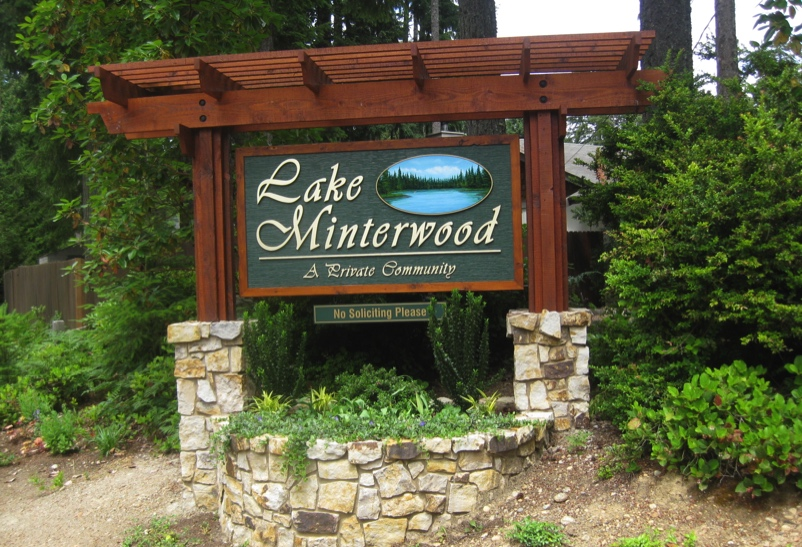 Lake
Minterwood
A Private Community
No Soliciting Please